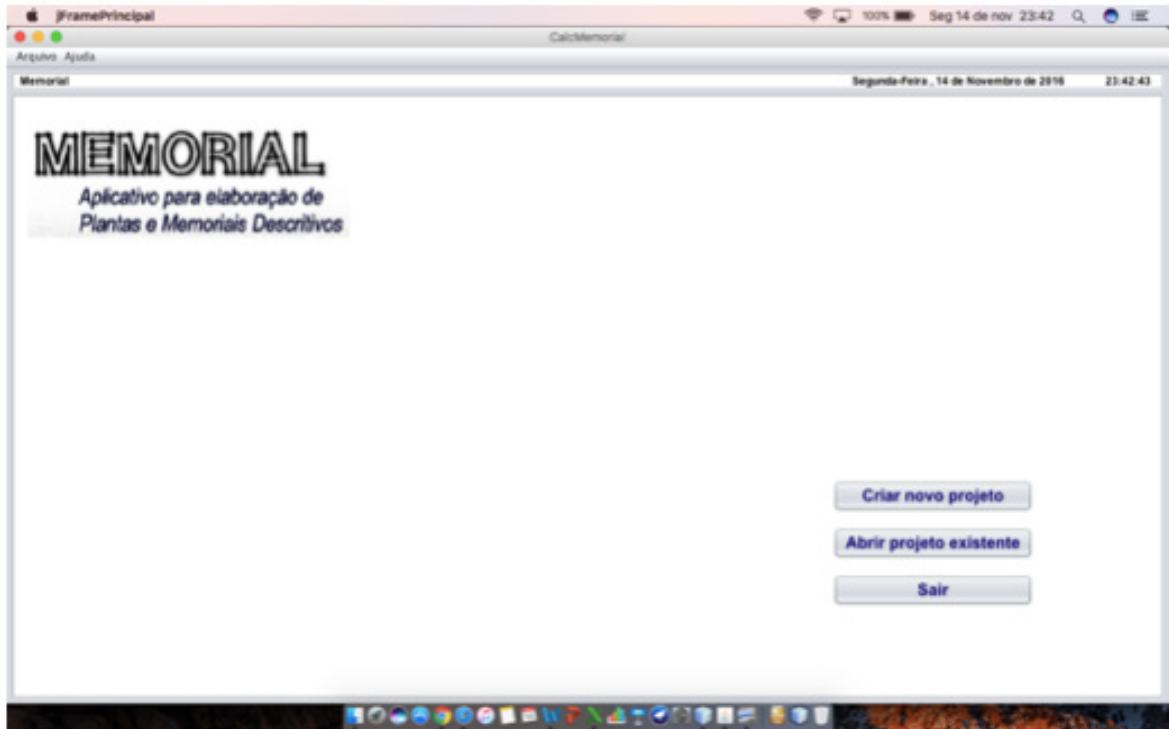 jFramePrincipal 100% Seg 14 de nov 23:42
CalcMemorial
Arquivo Ajuda
Memorial Segunda-Feira , 14 de Novembro de 2016 23:42:43
MEMORIAL
Aplicativo para elaboração de
Plantas e Memoriais Descritivos
Criar novo projeto
Abrir projeto existente
Sair